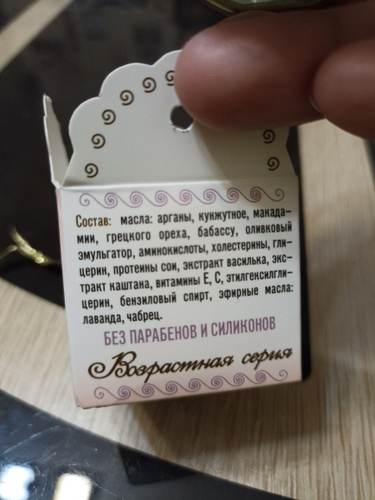 Состав: масла: арганы, кунжутное, макада-
мии, грецкого ореха, бабассу, оливковый
эмульгатор, аминокислоты, холестерины, гли-
церин, протеины сои, экстракт василька, экс-
тракт каштана, витамины Е, С, этилгексилгли-
церин, бензиловый спирт, эфирные масла:
лаванда, чабрец.
БЕЗ ПАРАБЕНОВ И СИЛИКОНОВ
Возрастная серия